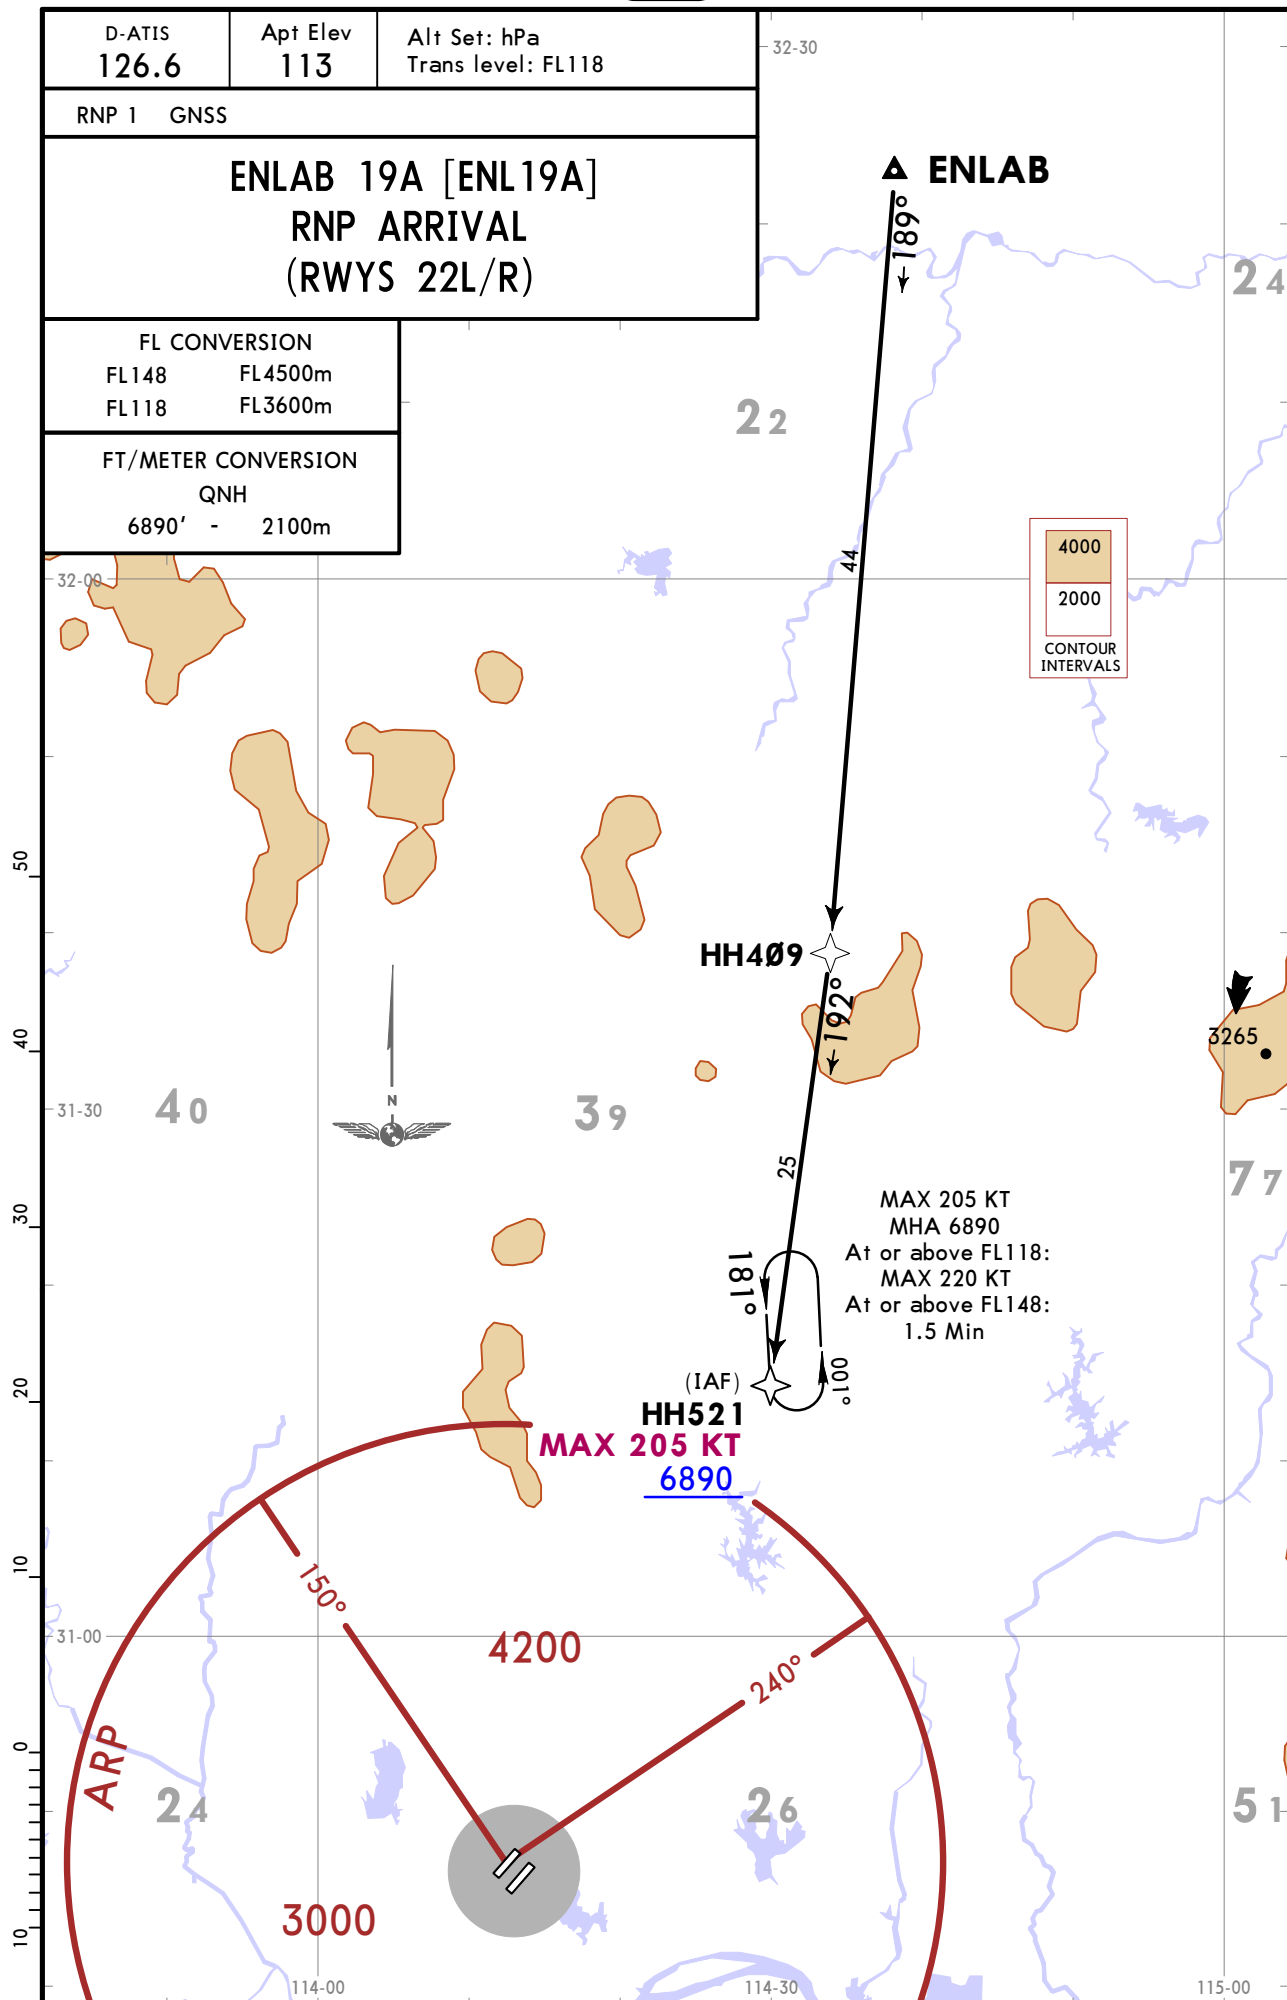 D-ATIS
126.6
Apt Elev
113
Alt Set: hPa
Trans level: FL118
RNP 1 GNSS
ENLAB 19A [ENL19A]
RNP ARRIVAL
(RWYS 22L/R)
FL CONVERSION
FL148 FL4500m
FL118 FL3600m
FT/METER CONVERSION
QNH
6890' - 2100m
32-30
ENLAB
189°
24
22
44
32-00
4000
2000
CONTOUR
INTERVALS
50
HH4Ø9
192°
3265
40
31-30
40
39
N
25
77
30
MAX 205 KT
MHA 6890
At or above FL118:
MAX 220 KT
At or above FL148:
1.5 Min
181°
001°
20
(IAF)
HH521
MAX 205 KT
6890
10
150°
31-00
4200
240°
0
ARP
24
26
51
3000
10
114-00
114-30
115-00